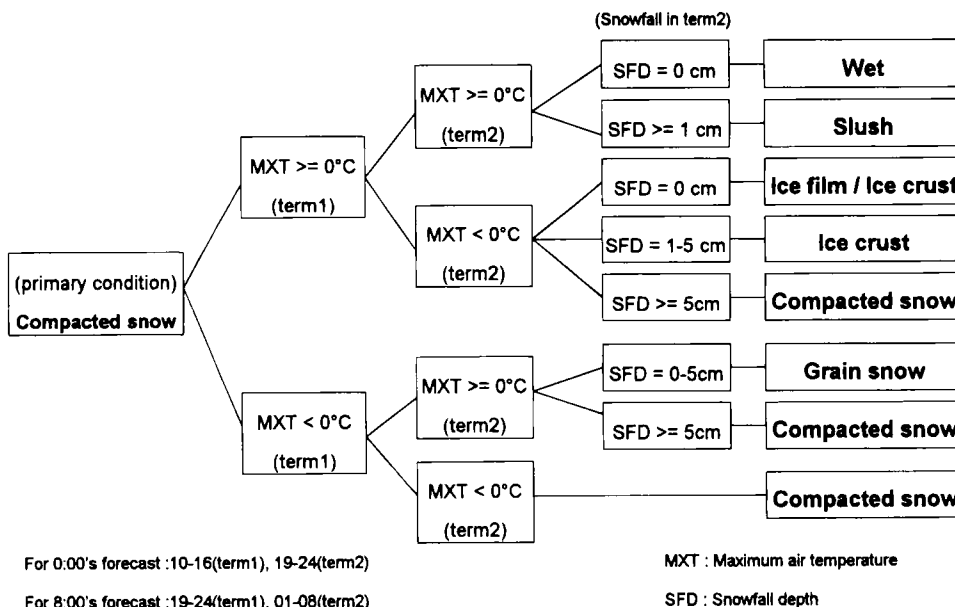 (Snowfall in term2)
SFD = 0 cm
Wet
MXT >= 0°C
(term2)
SFD >= 1 cm
Slush
MXT >= 0°C
(term1)
SFD = 0 cm
Ice film / Ice crust
MXT < 0°C
(term2)
SFD = 1-5 cm
Ice crust
(primary condition)
Compacted snow
SFD >= 5cm
Compacted snow
MXT >= 0°C
(term2)
SFD = 0-5cm
Grain snow
MXT < 0°C
(term1)
SFD >= 5cm
Compacted snow
MXT < 0°C
(term2)
Compacted snow
For 0:00's forecast :10-16(term1), 19-24(term2)
MXT : Maximum air temperature
For 8:00's forecast :19-24(term1), 01-08(term2)
SFD : Snowfall depth